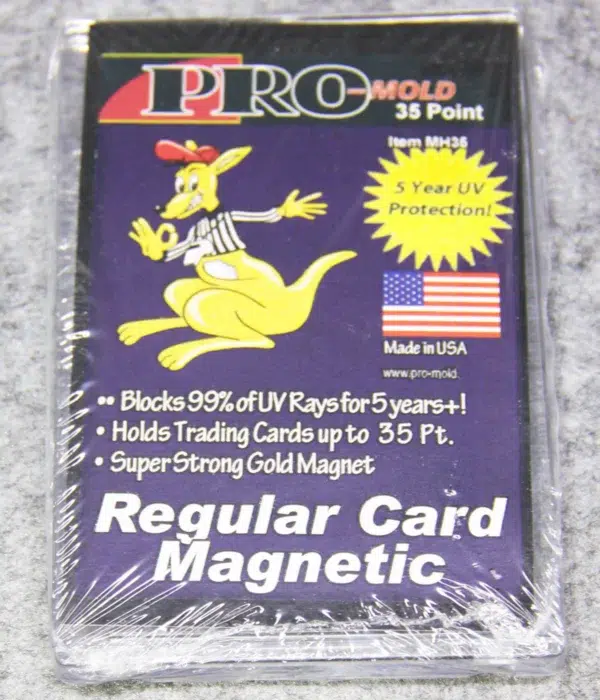 PRO-MOLD
35 Point
Item MH35
5 Year UV
Protection!
Made in USA
www.pro-mold.
•• Blocks 99% of UV Rays for 5 years+!
• Holds Trading Cards up to 35 Pt.
• Super Strong Gold Magnet
Regular Card
Magnetic